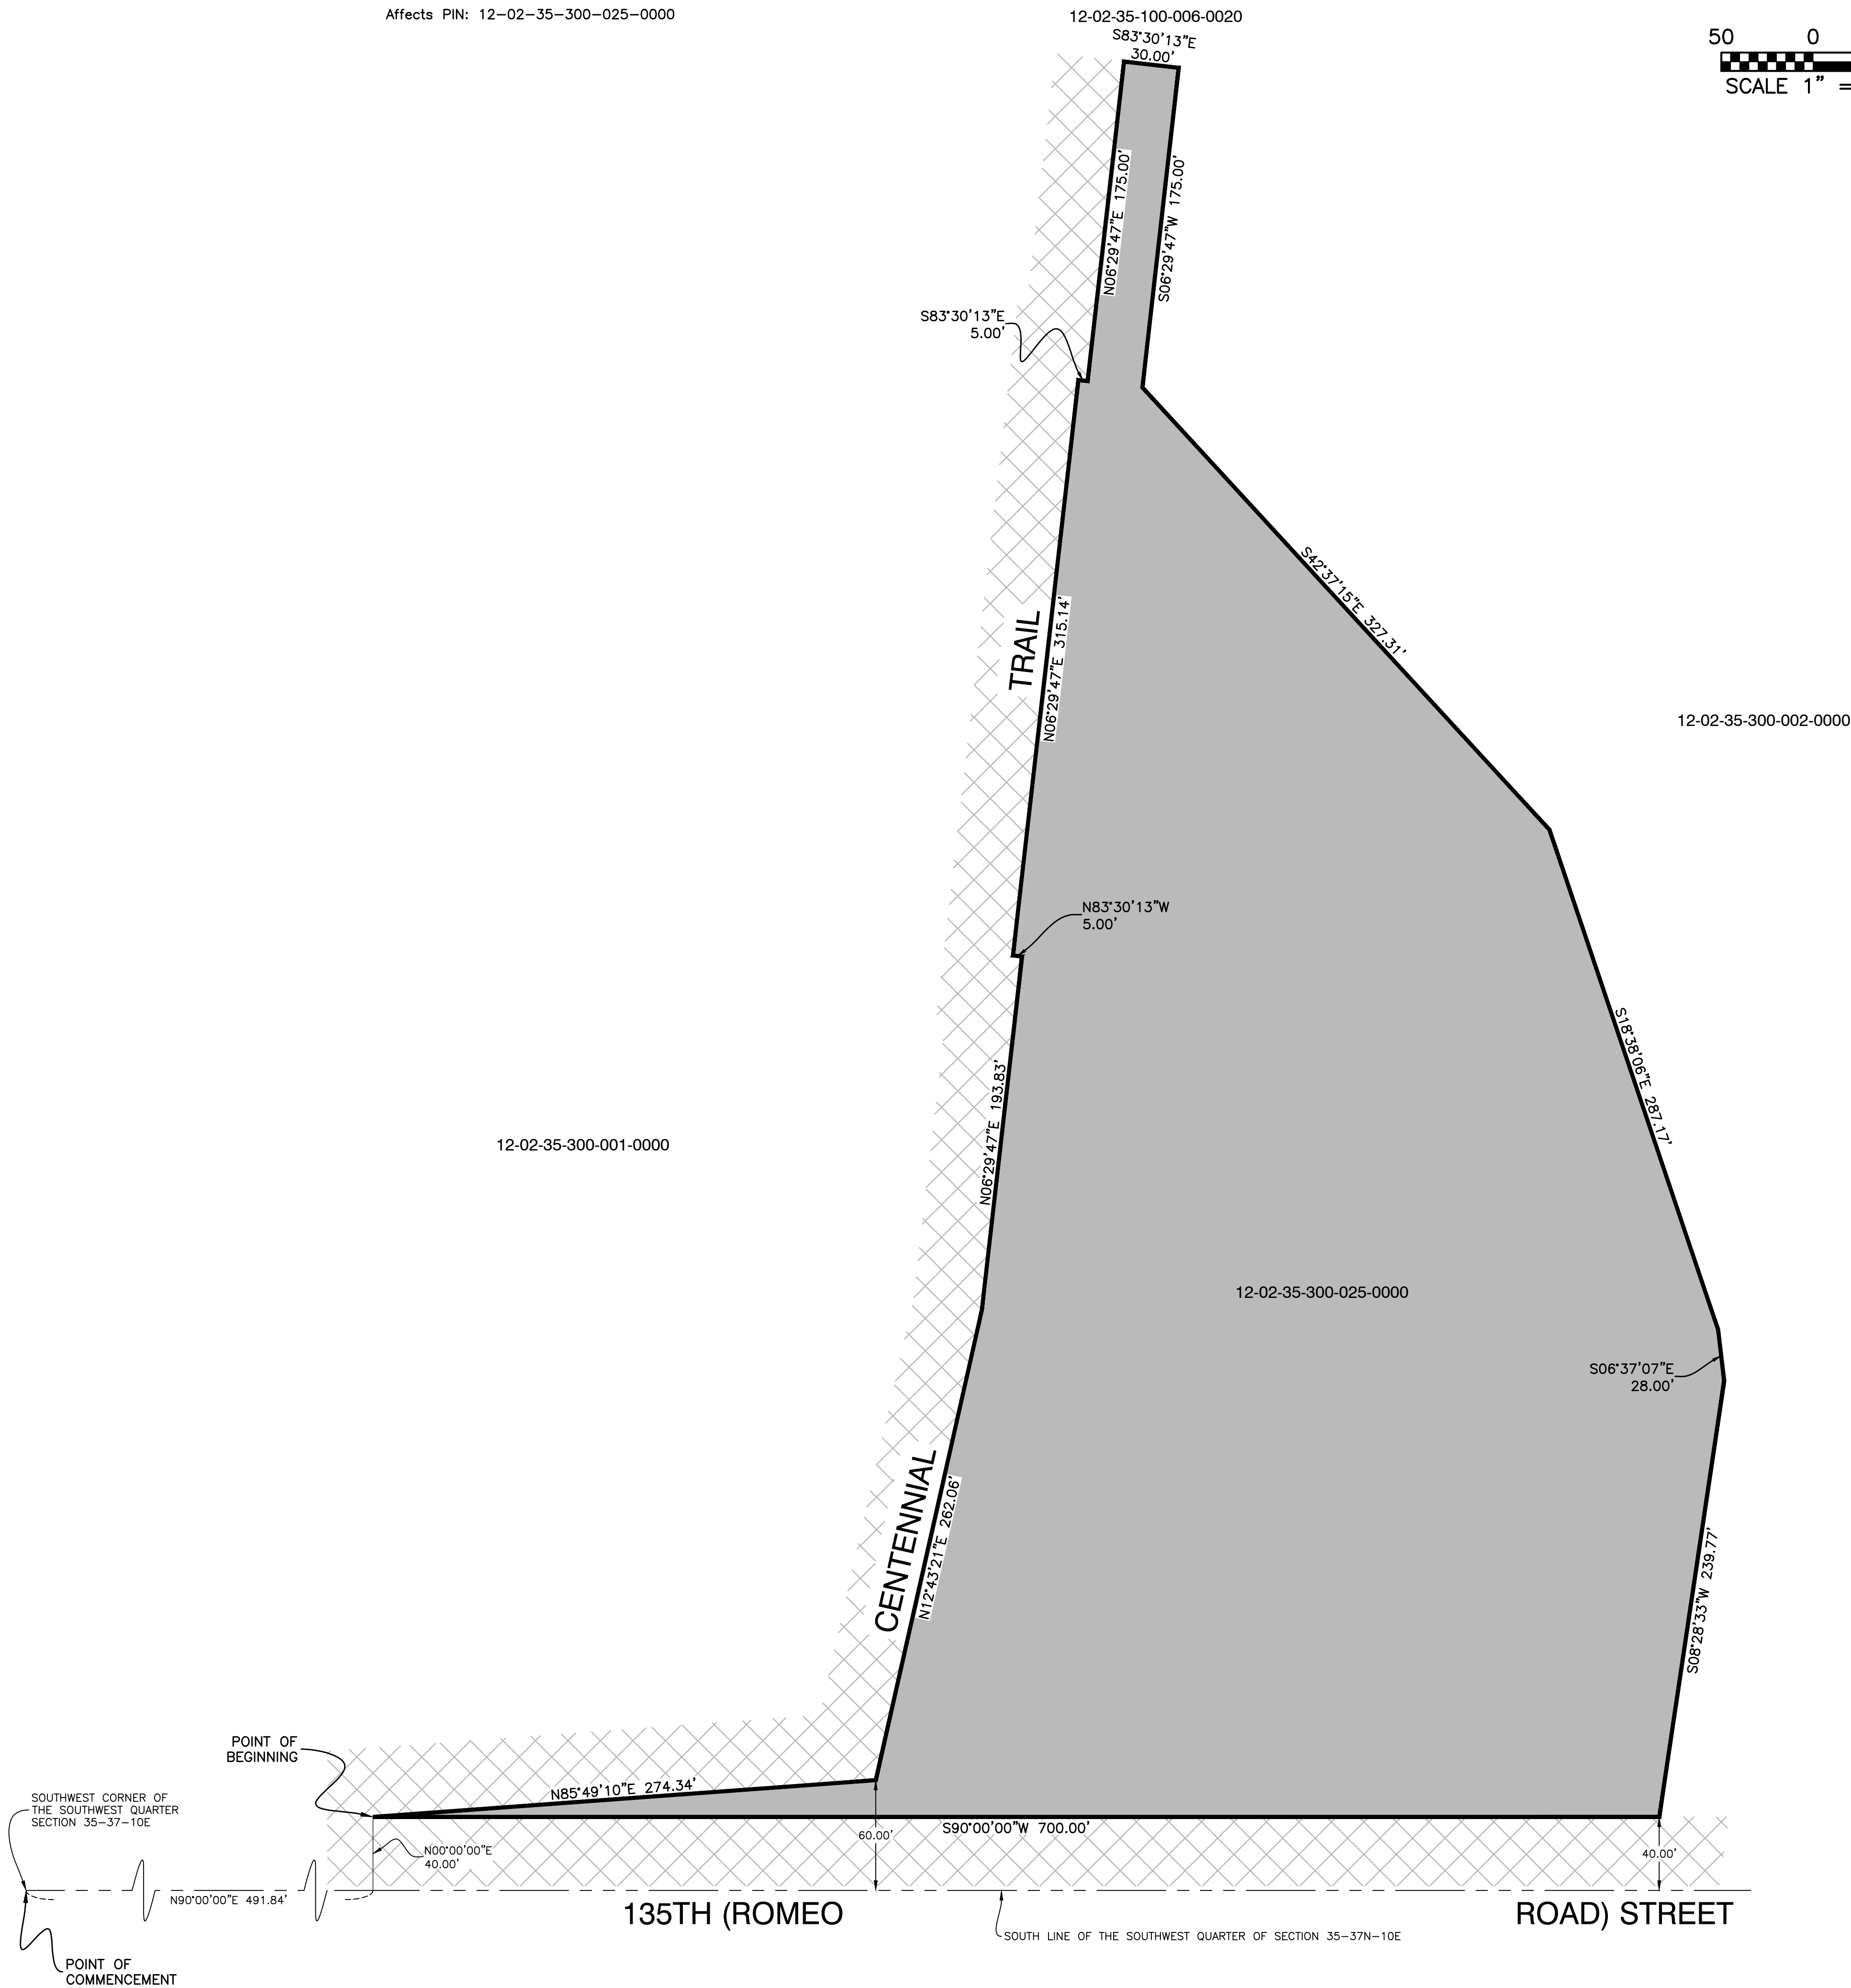 Affects PIN: 12-02-35-300-025-0000
12-02-35-100-006-0020
S83°30'13"E
30.00'
50 0
SCALE 1" =
N06°29'47"E 175.00'
S06°29'47"W 175.00'
S83°30'13"E
5.00'
S42°37'15"E 327.31'
TRAIL
N06°29'47"E 315.14'
12-02-35-300-002-0000
N83°30'13"W
5.00'
S18°38'06"E 287.17'
N06°29'47"E 193.83'
12-02-35-300-001-0000
12-02-35-300-025-0000
S06°37'07"E
28.00'
CENTENNIAL
N12°43'21"E 262.06'
S08°28'33"W 239.77'
POINT OF
BEGINNING
N85°49'10"E 274.34'
SOUTHWEST CORNER OF
THE SOUTHWEST QUARTER
SECTION 35-37-10E
S90°00'00"W 700.00'
60.00'
N00°00'00"E
40.00'
40.00'
N90°00'00"E 491.84'
135TH (ROMEO ROAD) STREET
SOUTH LINE OF THE SOUTHWEST QUARTER OF SECTION 35-37N-10E
POINT OF
COMMENCEMENT